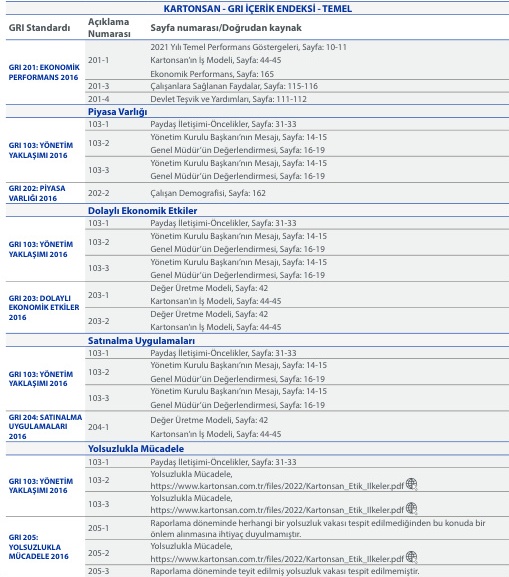 KARTONSAN - GRI İÇERİK ENDEKSİ - TEMEL
GRI Standardı
Açıklama
Numarası
Sayfa numarası/Doğrudan kaynak
GRI 201: EKONOMİK
PERFORMANS 2016
201-1
2021 Yılı Temel Performans Göstergeleri, Sayfa: 10-11
Kartonsan'ın İş Modeli, Sayfa: 44-45
Ekonomik Performans, Sayfa: 165
201-3 Çalışanlara Sağlanan Faydalar, Sayfa: 115-116
201-4 Devlet Teşvik ve Yardımları, Sayfa: 111-112
Piyasa Varlığı
GRI 103: YÖNETİM
YAKLAŞIMI 2016
103-1 Paydaş İletişimi-Öncelikler, Sayfa: 31-33
103-2
Yönetim Kurulu Başkanı'nın Mesajı, Sayfa: 14-15
Genel Müdür'ün Değerlendirmesi, Sayfa: 16-19
103-3
Yönetim Kurulu Başkanı'nın Mesajı, Sayfa: 14-15
Genel Müdür'ün Değerlendirmesi, Sayfa: 16-19
GRI 202: PİYASA
VARLIĞI 2016
202-2 Çalışan Demografisi, Sayfa: 162
Dolaylı Ekonomik Etkiler
GRI 103: YÖNETİM
YAKLAŞIMI 2016
103-1 Paydaş İletişimi-Öncelikler, Sayfa: 31-33
103-2
Yönetim Kurulu Başkanı'nın Mesajı, Sayfa: 14-15
Genel Müdür'ün Değerlendirmesi, Sayfa: 16-19
103-3
Yönetim Kurulu Başkanı'nın Mesajı, Sayfa: 14-15
Genel Müdür'ün Değerlendirmesi, Sayfa: 16-19
GRI 203: DOLAYLI
EKONOMİK ETKİLER
2016
203-1
Değer Üretme Modeli, Sayfa: 42
Kartonsan'ın İş Modeli, Sayfa: 44-45
203-2
Değer Üretme Modeli, Sayfa: 42
Kartonsan'ın İş Modeli, Sayfa: 44-45
Satınalma Uygulamaları
GRI 103: YÖNETİM
YAKLAŞIMI 2016
103-1 Paydaş İletişimi-Öncelikler, Sayfa: 31-33
103-2
Yönetim Kurulu Başkanı'nın Mesajı, Sayfa: 14-15
Genel Müdür'ün Değerlendirmesi, Sayfa: 16-19
103-3
Yönetim Kurulu Başkanı'nın Mesajı, Sayfa: 14-15
Genel Müdür'ün Değerlendirmesi, Sayfa: 16-19
GRI 204: SATINALMA
UYGULAMALARI
2016
204-1
Değer Üretme Modeli, Sayfa: 42
Kartonsan'ın İş Modeli, Sayfa: 44-45
Yolsuzlukla Mücadele
GRI 103: YÖNETİM
YAKLAŞIMI 2016
103-1 Paydaş İletişimi-Öncelikler, Sayfa: 31-33
103-2
Yolsuzlukla Mücadele,
https://www.kartonsan.com.tr/files/2022/Kartonsan_Etik_Ilkeler.pdf
103-3
Yolsuzlukla Mücadele,
https://www.kartonsan.com.tr/files/2022/Kartonsan_Etik_Ilkeler.pdf
GRI 205:
YOLSUZLUKLA
MÜCADELE 2016
205-1
Raporlama döneminde herhangi bir yolsuzluk vakası tespit edilmediğinden bu konuda bir
önlem alınmasına ihtiyaç duyulmamıştır.
205-2
Yolsuzlukla Mücadele,
https://www.kartonsan.com.tr/files/2022/Kartonsan_Etik_Ilkeler.pdf
205-3 Raporlama döneminde teyit edilmiş yolsuzluk vakası tespit edilmemiştir.